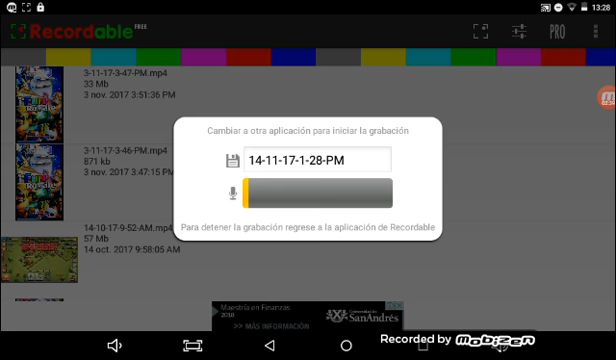 13:28
Recordable FREE
PRO
3-11-17-3-47-PM.mp4
33 Mb
3 nov. 2017 3:51:36 PM
3-11-17-3-46-PM.mp4
871 kb
3 nov. 2017 3:47:15 PM
14-10-17-9-52-AM.mp4
57 Mb
14 oct. 2017 9:58:05 AM
Cambiar a otra aplicación para iniciar la grabación
14-11-17-1-28-PM
Para detener la grabación regrese a la aplicación de Recordable
Maestría en Finanzas
2018
>> MÁS INFORMACIÓN
Universidad de
SanAndrés
Recorded by mobizen